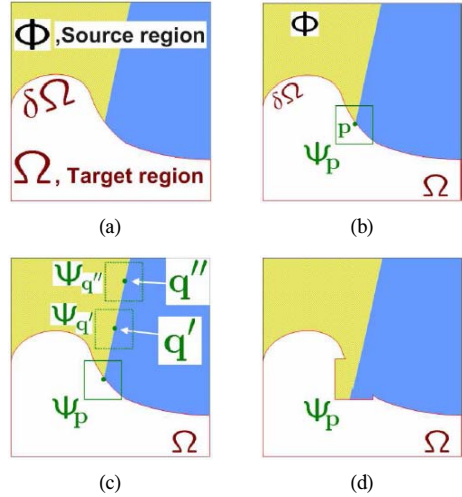 Φ ,Source region
δΩ
Ω, Target region
(a)
Φ
δΩ
p
Ψp
Ω
(b)
Ψq''
q''
Ψq'
q'
Ψp
Ω
(c)
Ψp
Ω
(d)